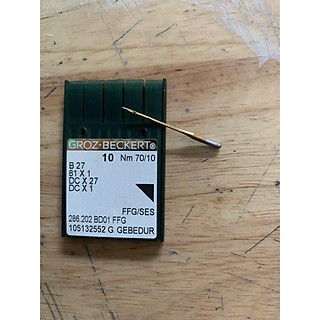 GROZ-BECKERT®
10 Nm 70/10
B 27
81 X 1
DC X 27
DC X 1
FFG/SES
286.202 BD01 FFG
105132552 G GEBEDUR